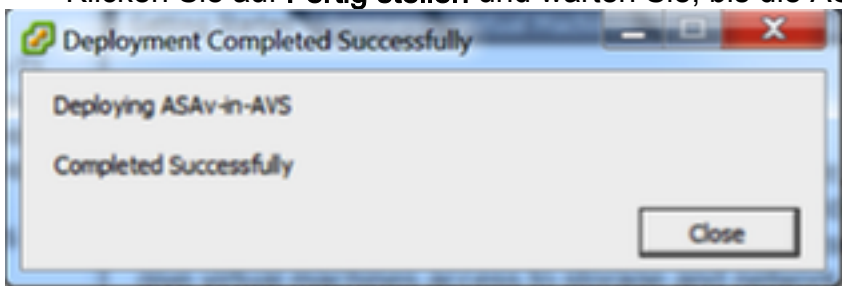 Klicken Sie auf Fertig stellen und warten Sie, bis die
Deployment Completed Successfully
Deploying ASAv-in-AVS
Completed Successfully
Close